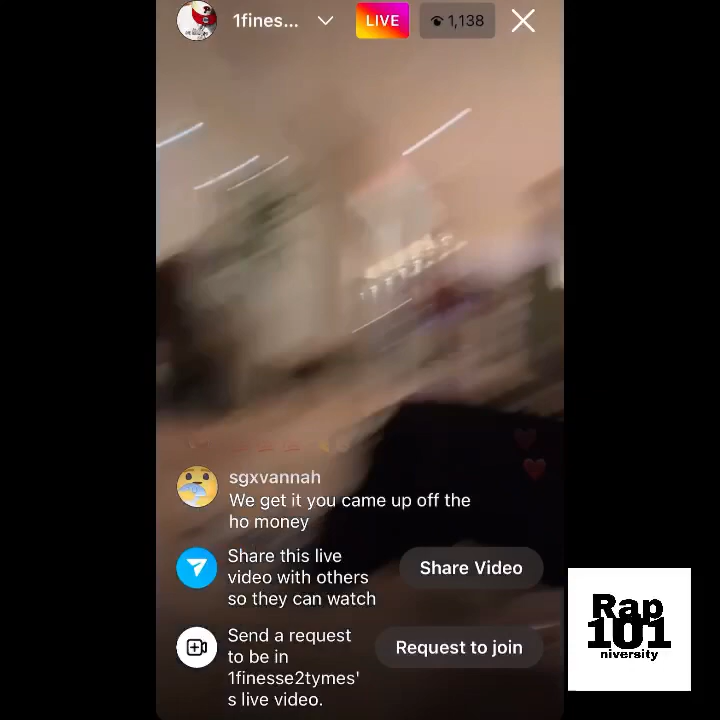 1fines...
LIVE
1,138
sgxvannah
We get it you came up off the
ho money
Share this live
video with others
so they can watch
Share Video
Send a request
to be in
1finesse2tymes'
s live video.
Request to join
Rap
101
niversity